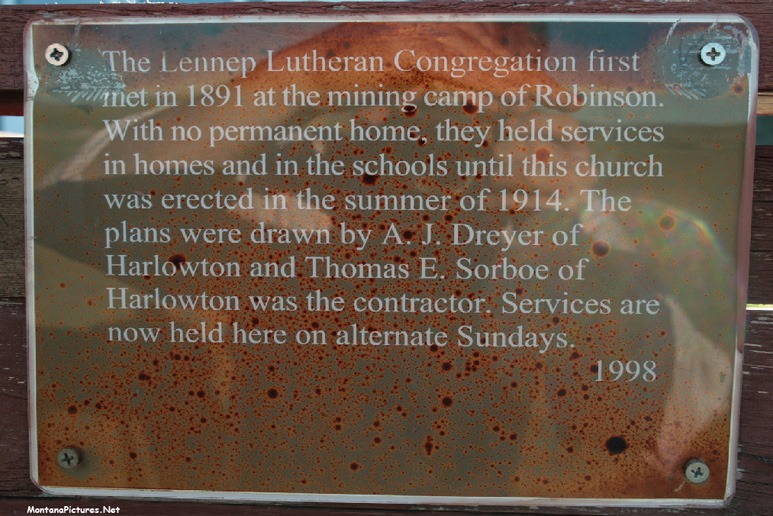 The Lennep Lutheran Congregation first
met in 1891 at the mining camp of Robinson.
With no permanent home, they held services
in homes and in the schools until this church
was erected in the summer of 1914. The
plans were drawn by A. J. Dreyer of
Harlowton and Thomas E. Sorboe of
Harlowton was the contractor. Services are
now held here on alternate Sundays.
1998
MontanaPictures.Net